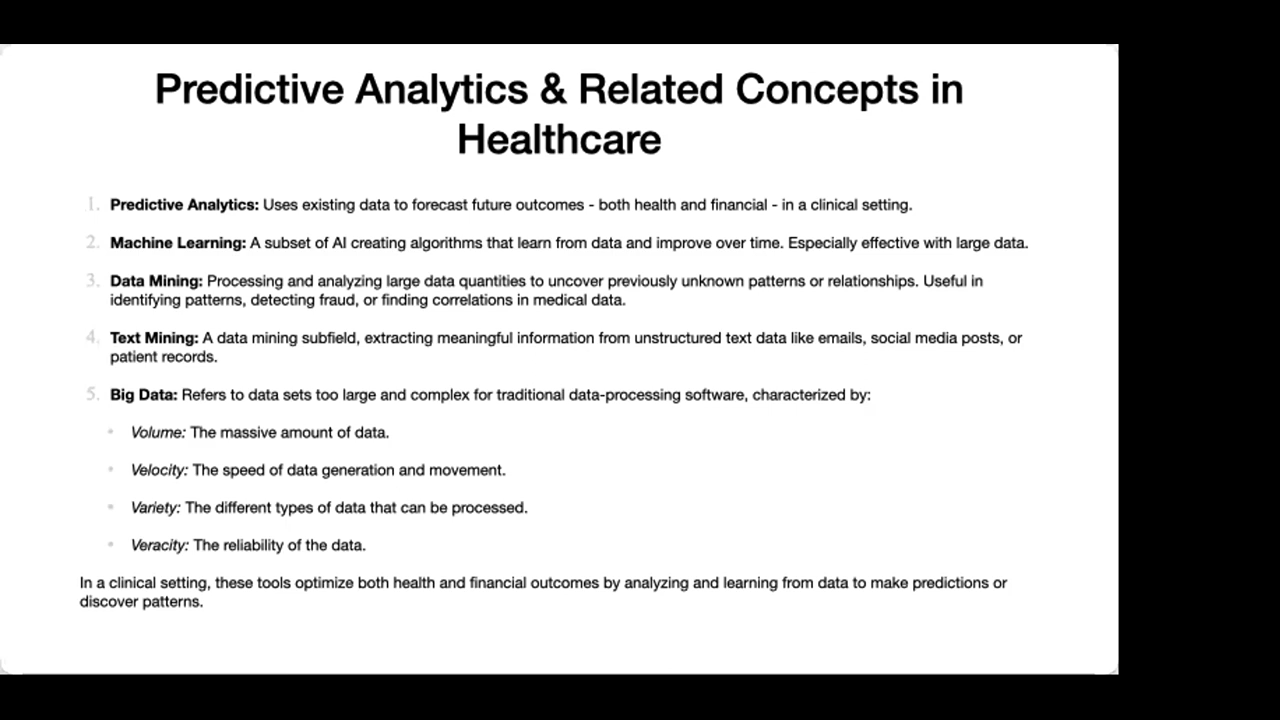 Predictive Analytics & Related Concepts in
Healthcare
1. Predictive Analytics: Uses existing data to forecast future outcomes - both health and financial - in a clinical setting.
2. Machine Learning: A subset of AI creating algorithms that learn from data and improve over time. Especially effective with large data.
3. Data Mining: Processing and analyzing large data quantities to uncover previously unknown patterns or relationships. Useful in
identifying patterns, detecting fraud, or finding correlations in medical data.
4. Text Mining: A data mining subfield, extracting meaningful information from unstructured text data like emails, social media posts, or
patient records.
5. Big Data: Refers to data sets too large and complex for traditional data-processing software, characterized by:
• Volume: The massive amount of data.
• Velocity: The speed of data generation and movement.
• Variety: The different types of data that can be processed.
• Veracity: The reliability of the data.
In a clinical setting, these tools optimize both health and financial outcomes by analyzing and learning from data to make predictions or
discover patterns.